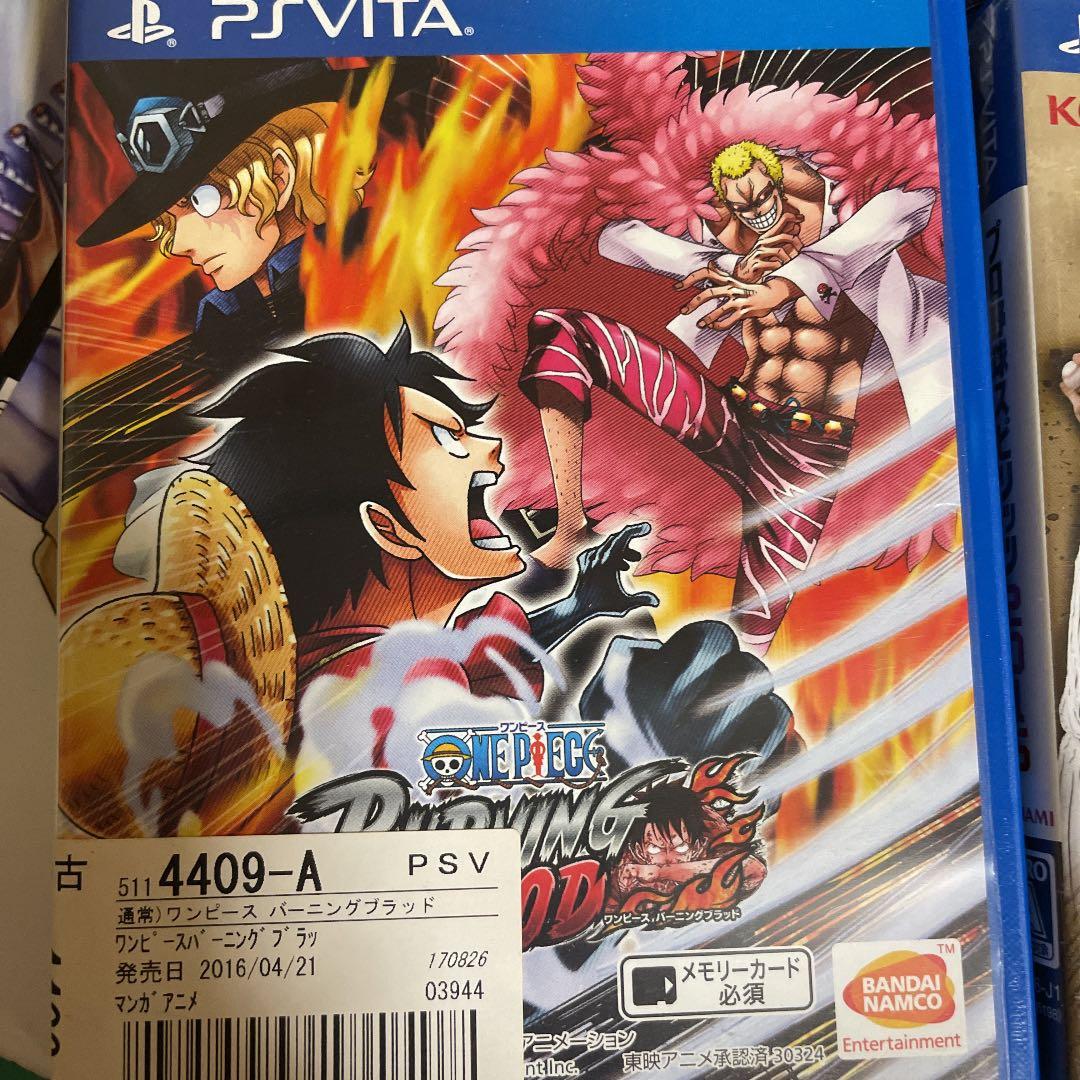 PSVITA
ワンピース
ONE PIECE
BURNING
ワンピース バーニングブラッド
古
511 4409-A PSV
通常)ワンピース バーニングブラッド
ﾜﾝﾋﾟｰｽﾊﾞｰﾆﾝｸﾞﾌﾞﾗｯ
発売日 2016/04/21
170826
ﾏﾝｶﾞｱﾆﾒ
03944
メモリーカード
必須
TM
BANDAI
NAMCO
Entertainment
アニメーション
nt Inc.
東映アニメ承認済 30324
PSVITA